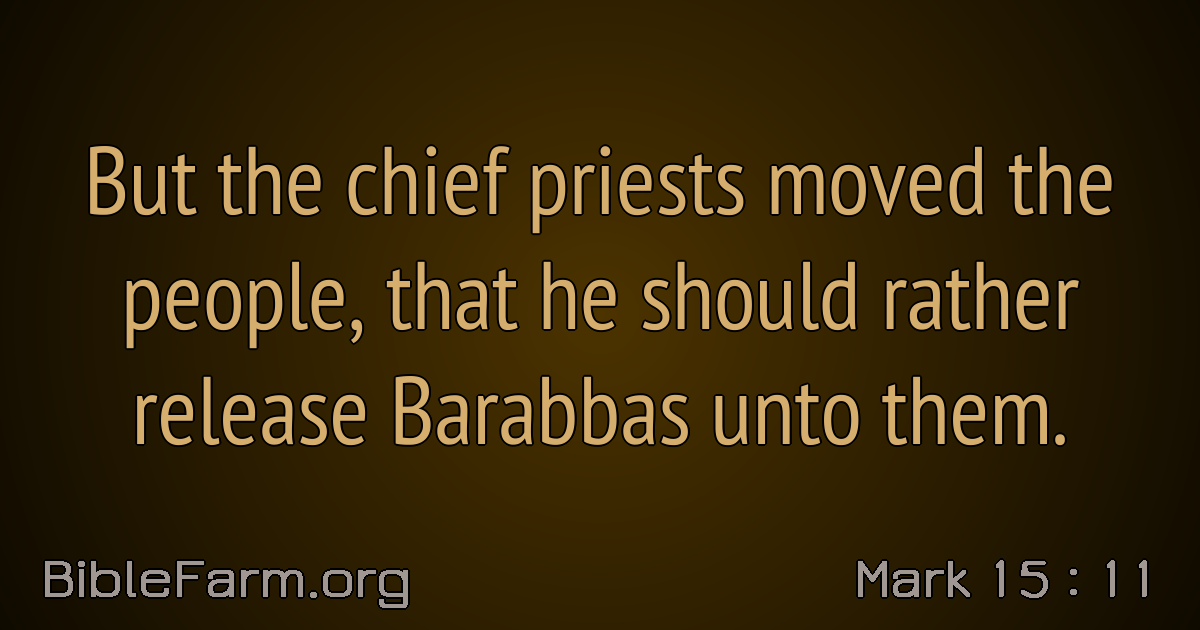 But the chief priests moved the
people, that he should rather
release Barabbas unto them.
BibleFarm.org
Mark 15 : 11